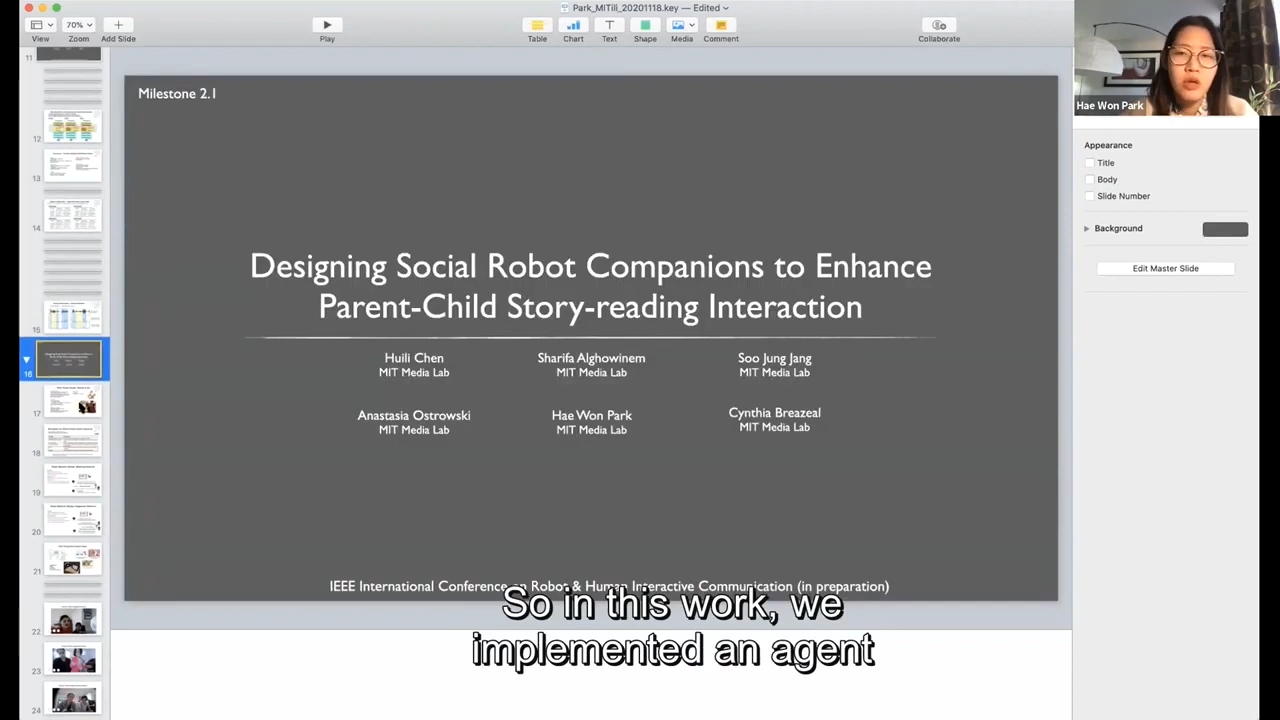 Park_MITill_20201118.key — Edited
70%
View
Zoom
Add Slide
Play
Table
Chart
Text
Shape
Media
Comment
Collaborate
Hae Won Park
11
12
13
14
15
16
17
18
19
20
21
22
23
24
Milestone 2.1
Designing Social Robot Companions to Enhance
Parent-Child Story-reading Interaction
Huili Chen
MIT Media Lab
Sharifa Alghowinem
MIT Media Lab
Soo Jung Jang
MIT Media Lab
Anastasia Ostrowski
MIT Media Lab
Hae Won Park
MIT Media Lab
Cynthia Breazeal
MIT Media Lab
IEEE International Conference on Robot & Human Interactive Communication (in preparation)
So in this work, we
implemented an agent
Appearance
Title
Body
Slide Number
Background
Edit Master Slide